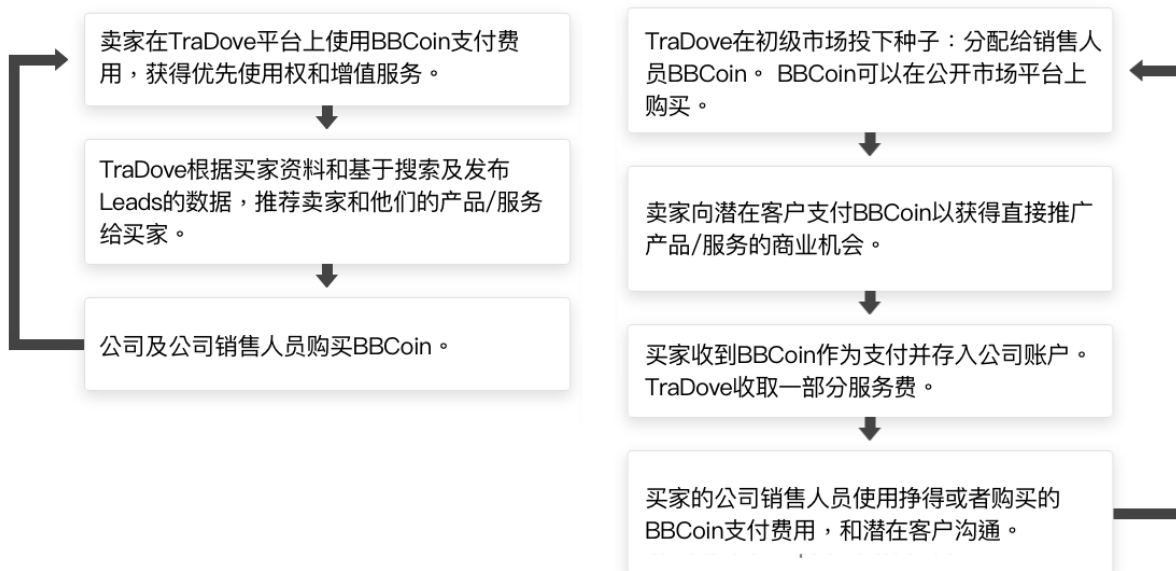 卖家在TraDove平台上使用BBCoin支付费
用，获得优先使用权和增值服务。
TraDove根据买家资料和基于搜索及发布
Leads的数据，推荐卖家和他们的产品/服务
给买家。
公司及公司销售人员购买BBCoin。
TraDove在初级市场投下种子：分配给销售人
员BBCoin。 BBCoin可以在公开市场平台上
购买。
卖家向潜在客户支付BBCoin以获得直接推广
产品/服务的商业机会。
买家收到BBCoin作为支付并存入公司账户。
TraDove收取一部分服务费。
买家的公司销售人员使用挣得或者购买的
BBCoin支付费用，和潜在客户沟通。